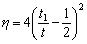 η = 4(t₁/t − 1/2)²